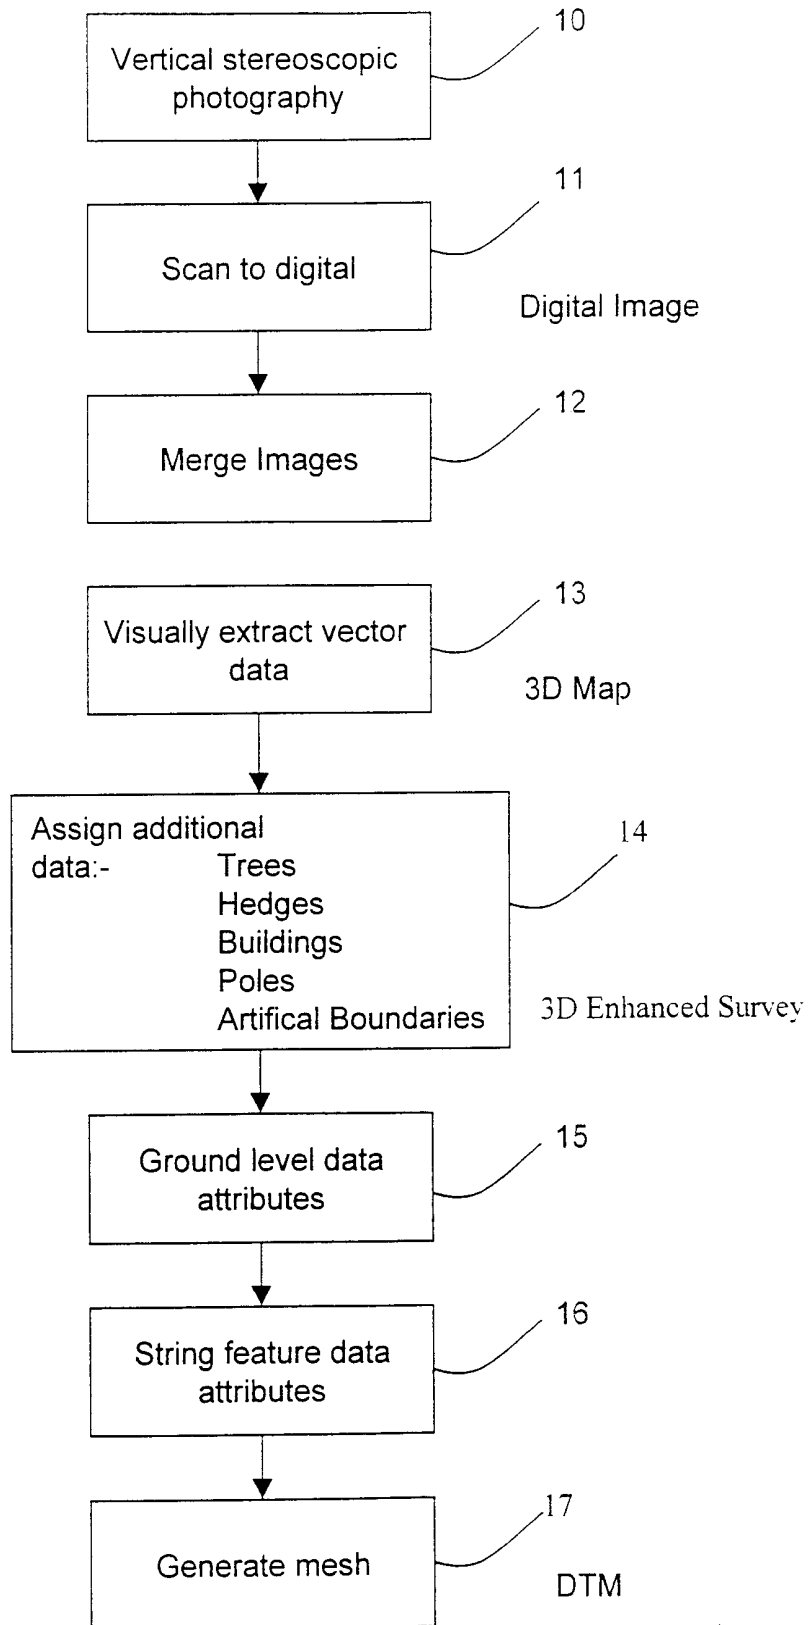 10
Vertical stereoscopic
photography
11
Scan to digital
Digital Image
12
Merge Images
13
Visually extract vector
data
3D Map
Assign additional
data:- Trees
14
Hedges
Buildings
Poles
Artifical Boundaries
3D Enhanced Survey
15
Ground level data
attributes
16
String feature data
attributes
17
Generate mesh
DTM